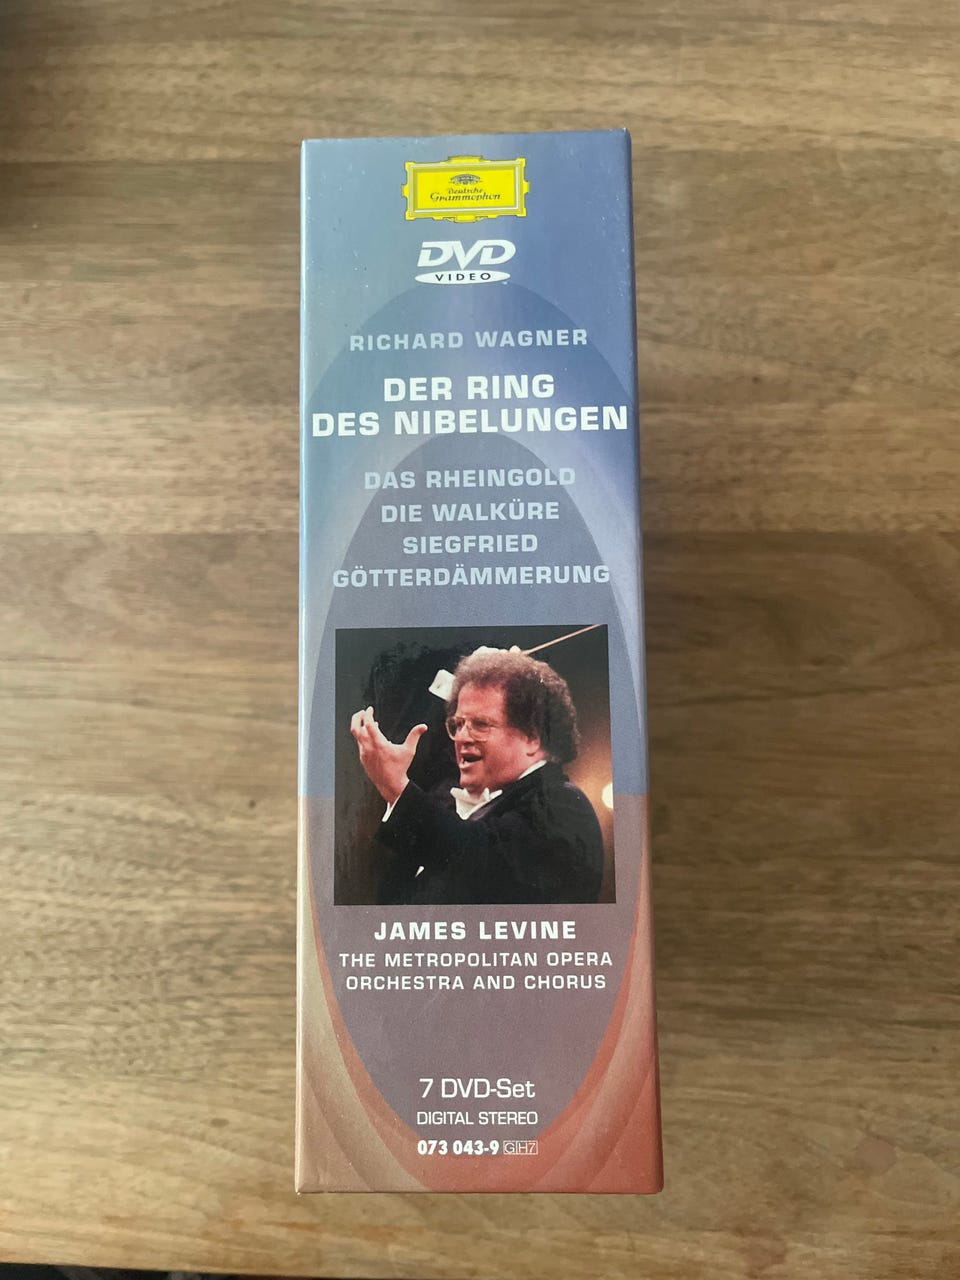 Deutsche
Grammophon
DVD
VIDEO
RICHARD WAGNER
DER RING
DES NIBELUNGEN
DAS RHEINGOLD
DIE WALKÜRE
SIEGFRIED
GÖTTERDÄMMERUNG
JAMES LEVINE
THE METROPOLITAN OPERA
ORCHESTRA AND CHORUS
7 DVD-Set
DIGITAL STEREO
073 043-9 GH7